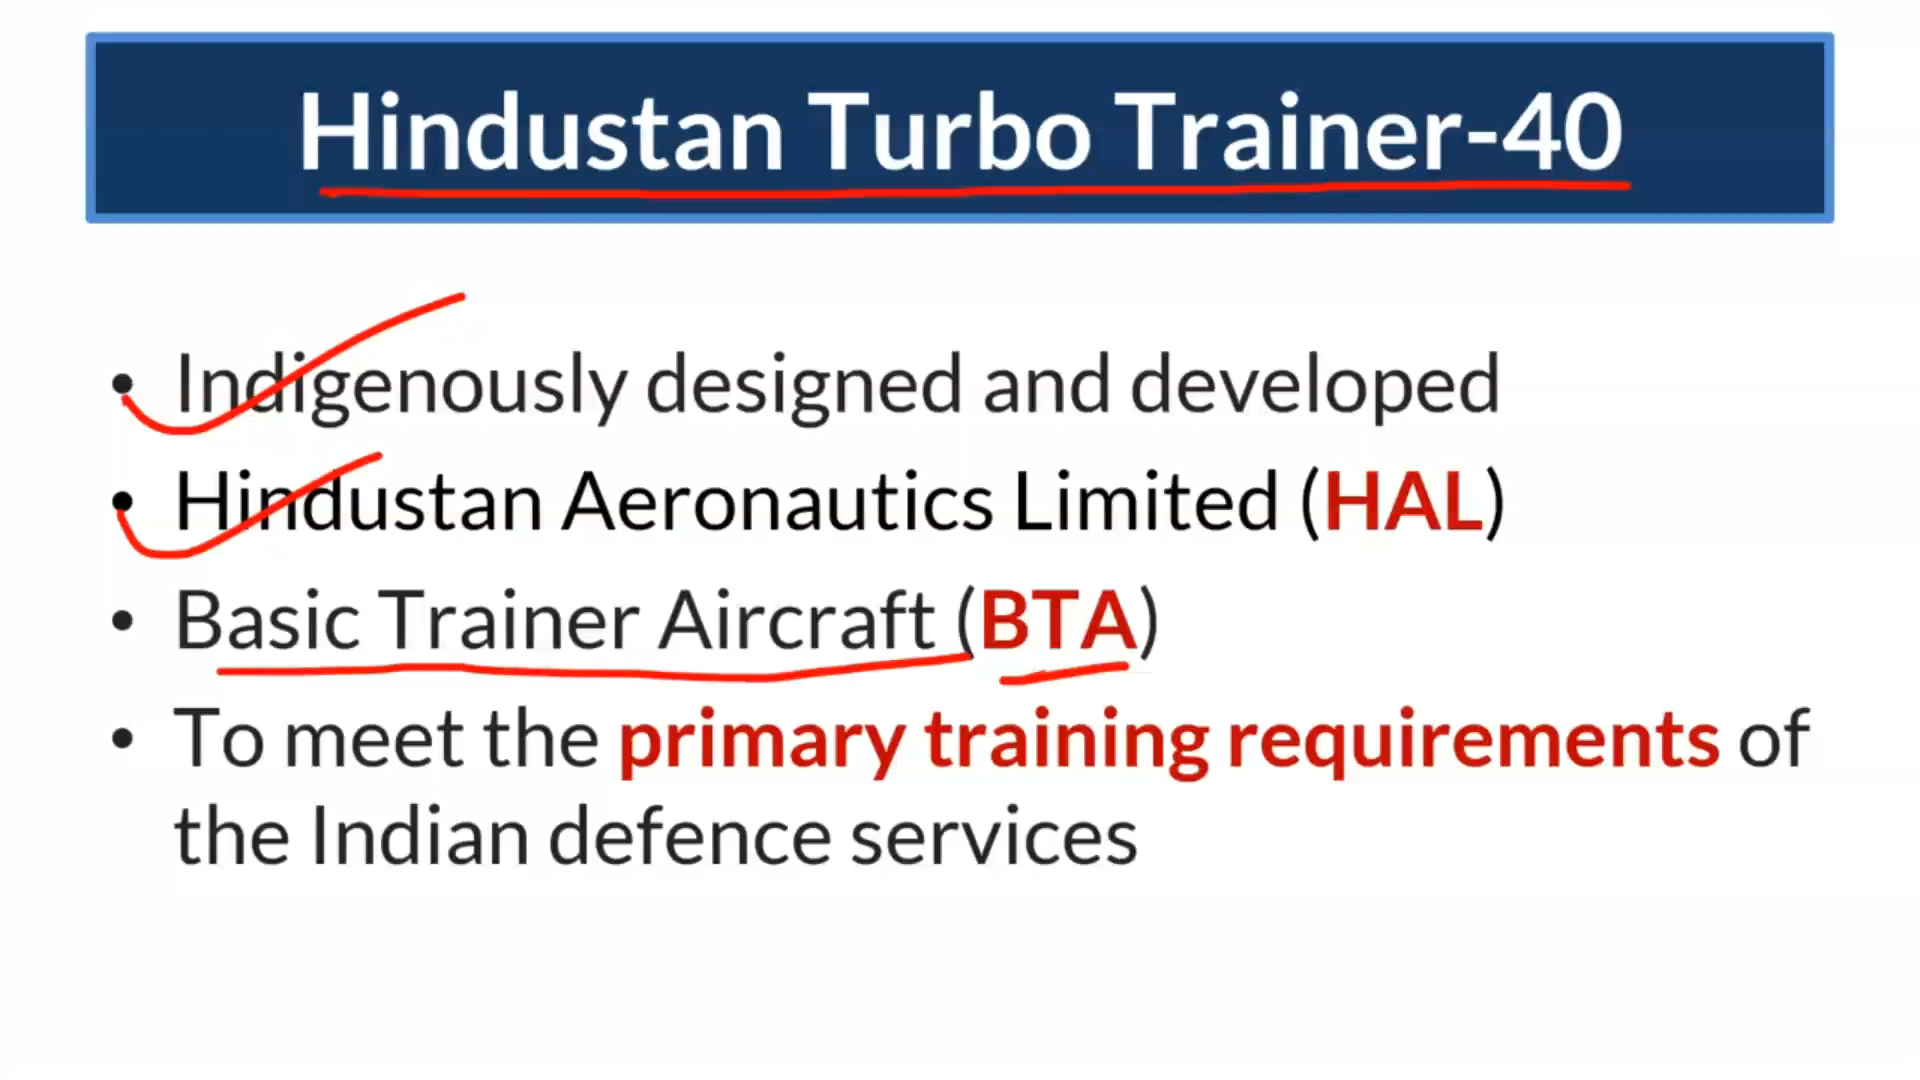 Hindustan Turbo Trainer-40
• Indigenously designed and developed
• Hindustan Aeronautics Limited (HAL)
• Basic Trainer Aircraft (BTA)
• To meet the primary training requirements of
the Indian defence services